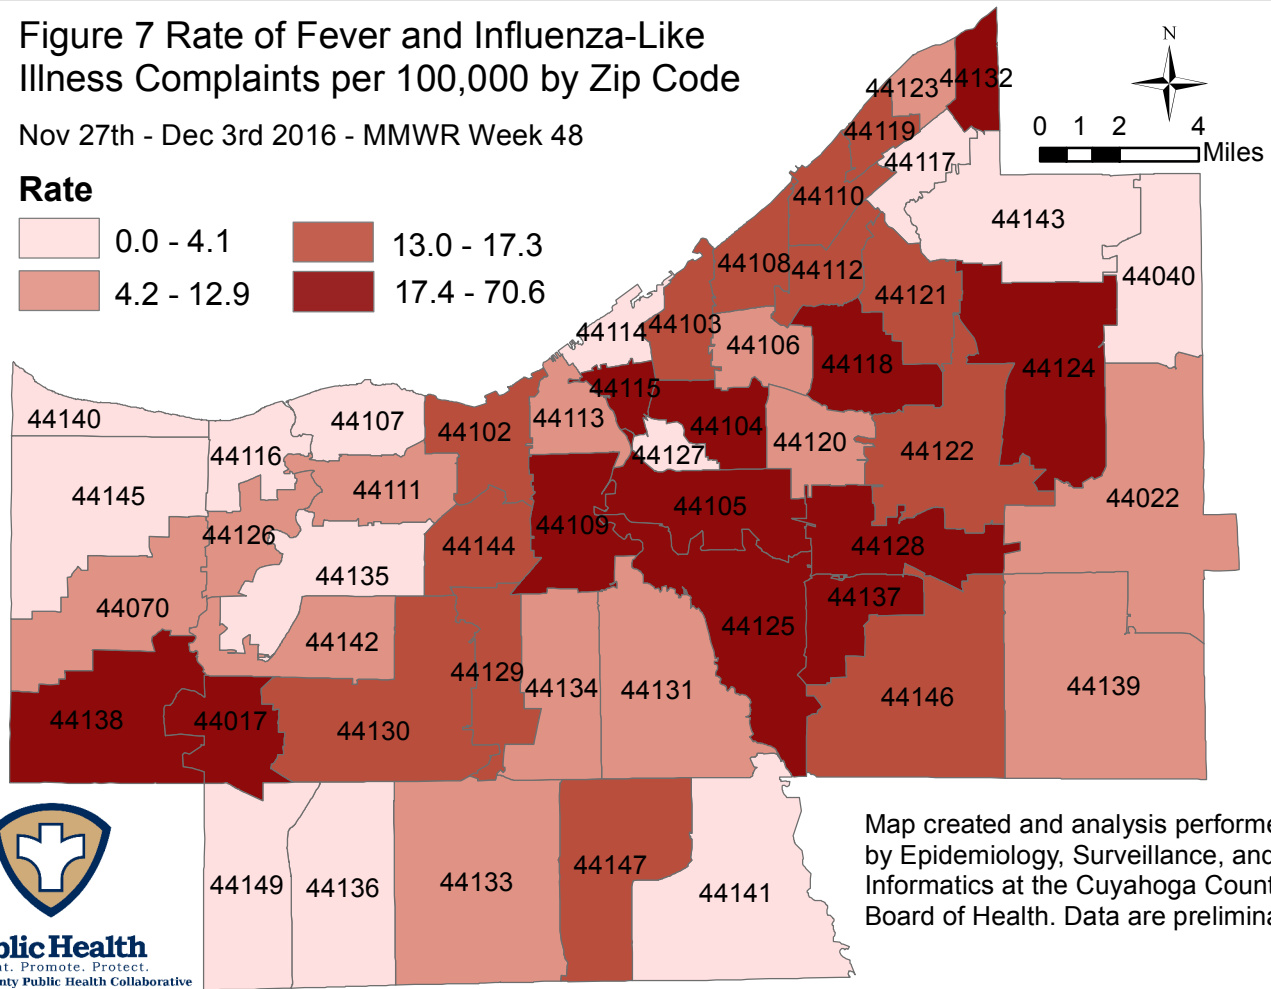 Figure 7 Rate of Fever and Influenza-Like
Illness Complaints per 100,000 by Zip Code
Nov 27th - Dec 3rd 2016 - MMWR Week 48
Rate
0.0 - 4.1
13.0 - 17.3
4.2 - 12.9
17.4 - 70.6
N
0 1 2 4
Miles
44132
44123
44119
44117
44110
44143
44108
44112
44040
44121
44114
44103
44106
44118
44124
44115
44140
44107
44102
44113
44104
44127
44120
44122
44116
44145
44111
44105
44022
44126
44109
44144
44128
44135
44070
44137
44142
44125
44129
44134
44131
44146
44139
44138
44017
44130
44149
44136
44133
44147
44141
Map created and analysis performe
by Epidemiology, Surveillance, and
Informatics at the Cuyahoga Count
Board of Health. Data are prelimina
blic Health
nt. Promote. Protect.
nty Public Health Collaborative